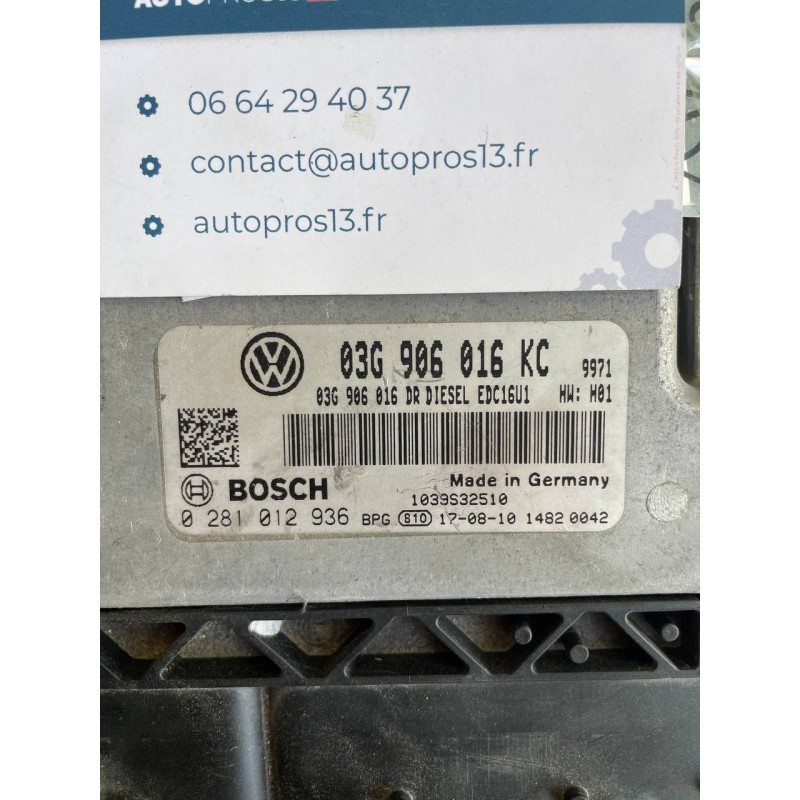 06 64 29 40 37
contact@autopros13.fr
autopros13.fr
03G 906 016 KC 9971
03G 906 016 DR DIESEL EDC16U1 HW: H01
BOSCH
Made in Germany
1039S32510
0 281 012 936 BPG 810 17-08-10 1482 0042